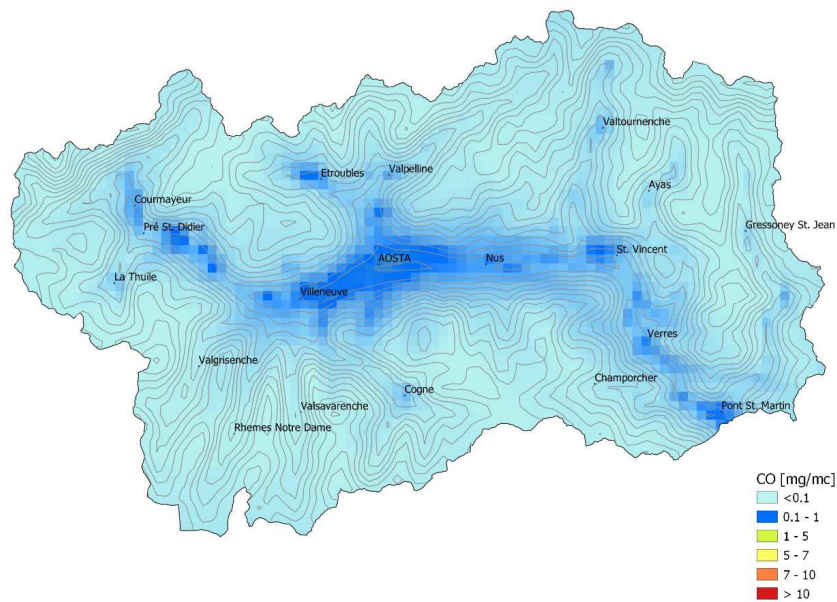 Valtournenche
Etroubles
Valpelline
Ayas
Courmayeur
Pré St. Didier
Gressoney St. Jean
St. Vincent
AOSTA
Nus
La Thuile
Villeneuve
Verres
Valgrisenche
Champorcher
Cogne
Valsavarenche
Pont St. Martin
Rhemes Notre Dame
CO [mg/mc]
<0.1
0.1 - 1
1 - 5
5 - 7
7 - 10
> 10